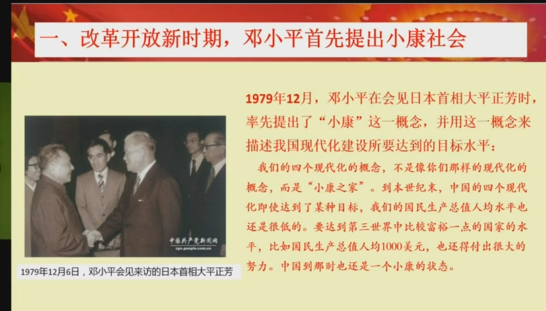 一、改革开放新时期，邓小平首先提出小康社会
1979年12月，邓小平在会见日本首相大平正芳时，
率先提出了“小康”这一概念，并用这一概念来
描述我国现代化建设所要达到的目标水平：
我们的四个现代化的概念，不是像你们那样的现代化的
概念，而是“小康之家”。到本世纪末，中国的四个现代
化即使达到了某种目标，我们的国民生产总值人均水平也
还是很低的。要达到第三世界中比较富裕一点的国家的水
平，比如国民生产总值人均1000美元，也还得付出很大的
努力。中国到那时也还是一个小康的状态。
中国共产党新闻网
cpc.people.com.cn
1979年12月6日，邓小平会见来访的日本首相大平正芳